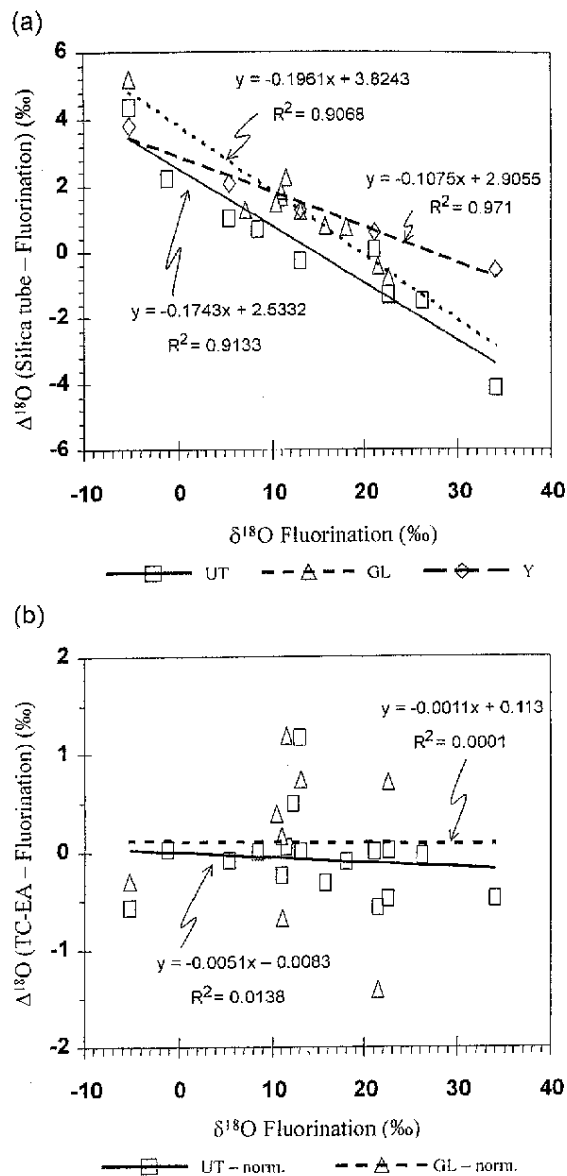 (a)
6
4
2
0
-2
-4
-6
Δ18O (Silica tube – Fluorination) (‰)
y = -0.1961x + 3.8243
R2 = 0.9068
y = -0.1075x + 2.9055
R2 = 0.971
y = -0.1743x + 2.5332
R2 = 0.9133
-10 0 10 20 30 40
δ18O Fluorination (‰)
UT GL Y
(b)
2
1
0
-1
-2
Δ18O (TC-EA – Fluorination) (‰)
y = -0.0011x + 0.113
R2 = 0.0001
y = -0.0051x – 0.0083
R2 = 0.0138
-10 0 10 20 30 40
δ18O Fluorination (‰)
UT – norm. GL – norm.